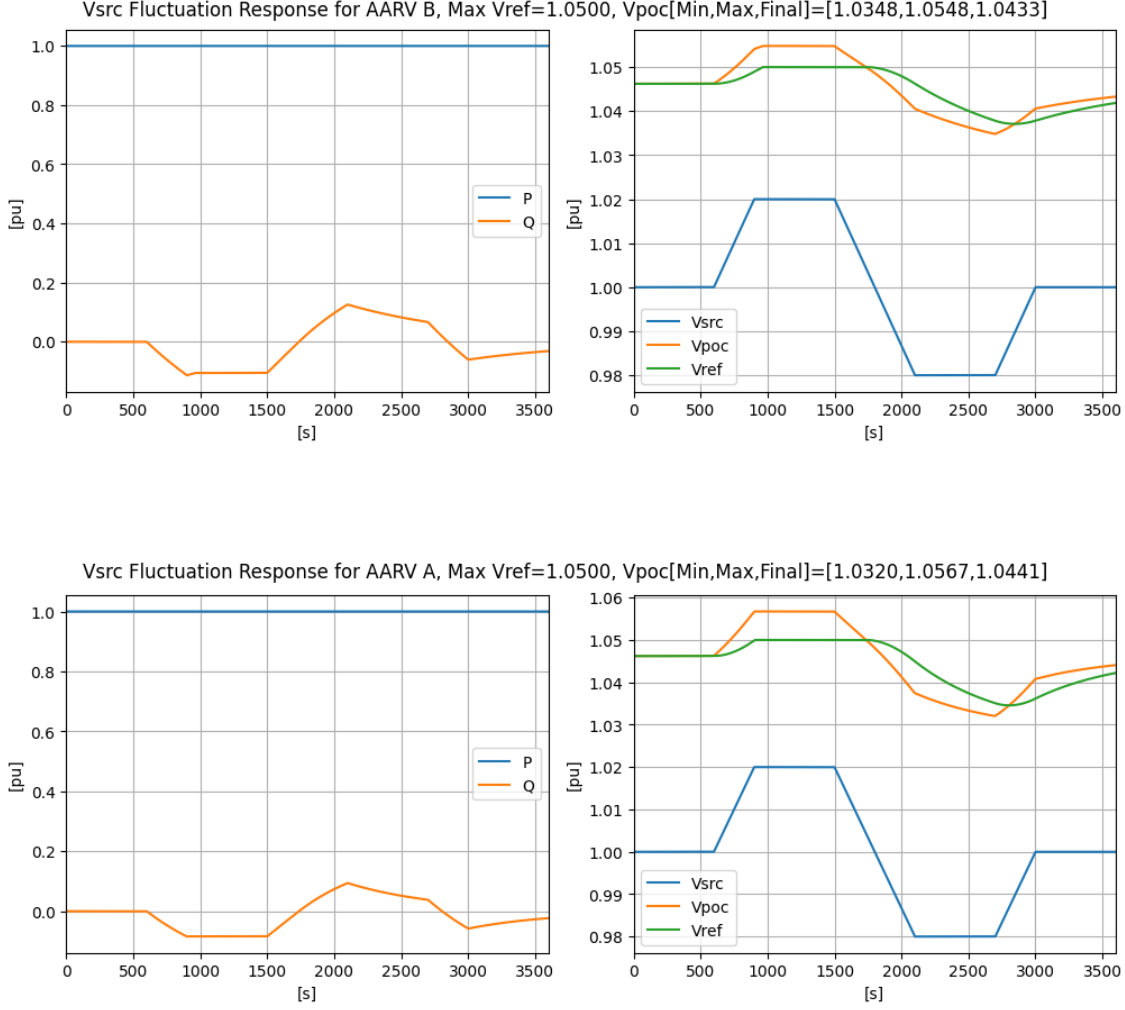 Vsrc Fluctuation Response for AARV B, Max Vref=1.0500, Vpoc[Min,Max,Final]=[1.0348,1.0548,1.0433]
1.0
0.8
0.6
0.4
0.2
0.0
[pu]
P
Q
0 500 1000 1500 2000 2500 3000 3500
[s]
1.05
1.04
1.03
1.02
1.01
1.00
0.99
0.98
[pu]
Vsrc
Vpoc
Vref
0 500 1000 1500 2000 2500 3000 3500
[s]
Vsrc Fluctuation Response for AARV A, Max Vref=1.0500, Vpoc[Min,Max,Final]=[1.0320,1.0567,1.0441]
1.0
0.8
0.6
0.4
0.2
0.0
[pu]
P
Q
0 500 1000 1500 2000 2500 3000 3500
[s]
1.06
1.05
1.04
1.03
1.02
1.01
1.00
0.99
0.98
[pu]
Vsrc
Vpoc
Vref
0 500 1000 1500 2000 2500 3000 3500
[s]